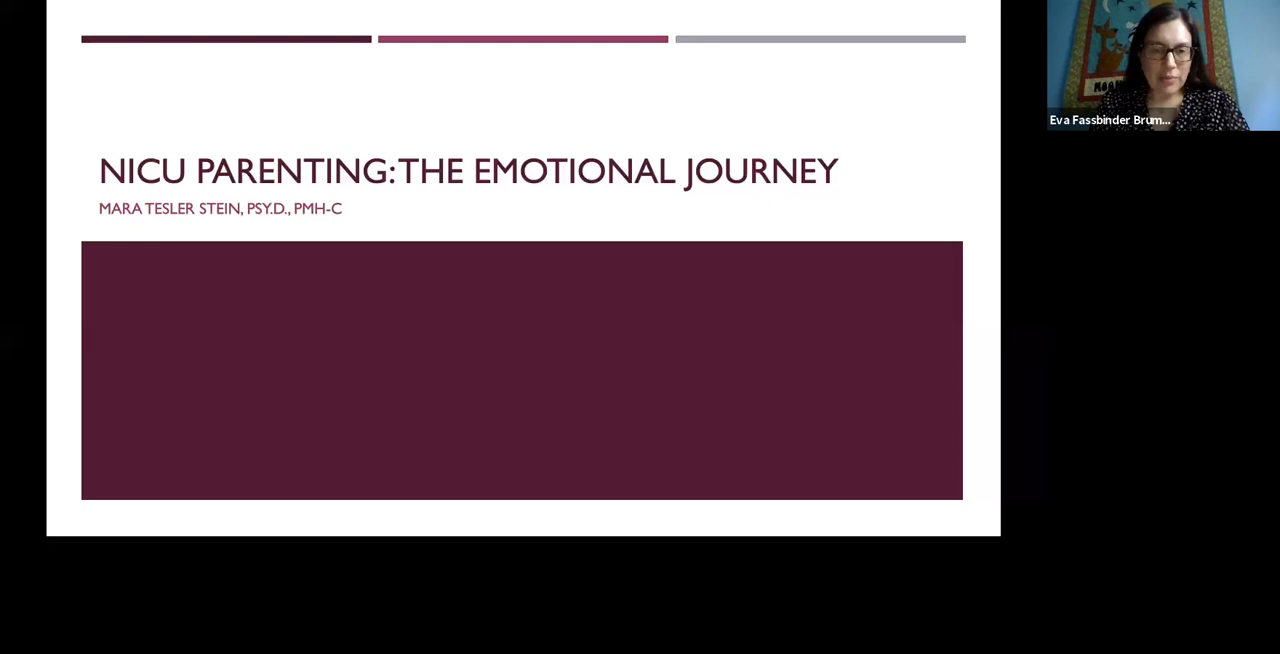 NICU PARENTING: THE EMOTIONAL JOURNEY
MARA TESLER STEIN, PSY.D., PMH-C
Eva Fassbinder Brum...